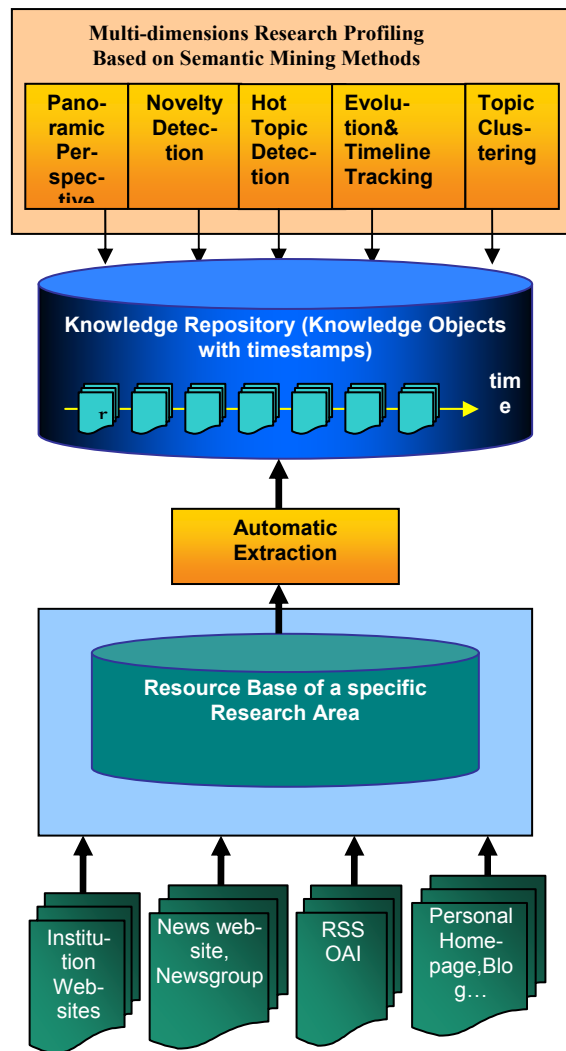 Multi-dimensions Research Profiling
Based on Semantic Mining Methods
Pano-
ramic
Per-
spec-
tive
Novelty
Detec-
tion
Hot
Topic
Detec-
tion
Evolu-
tion&
Timeline
Tracking
Topic
Clus-
tering
Knowledge Repository (Knowledge Objects
with timestamps)
tim
e
r
Automatic
Extraction
Resource Base of a specific
Research Area
Institu-
tion
Web-
sites
News web-
site,
Newsgroup
RSS
OAI
Personal
Home-
page,Blo
g…